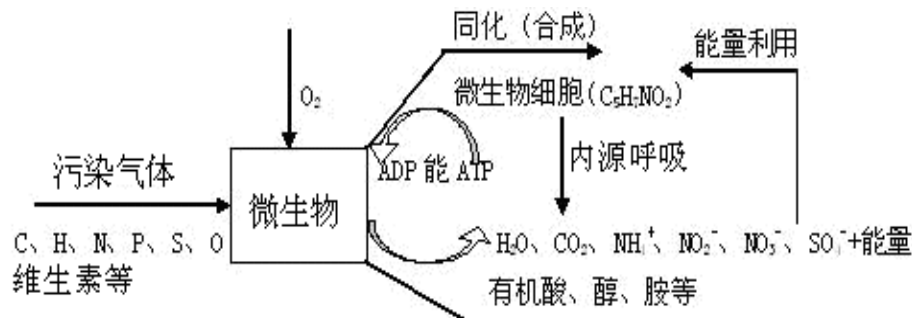 同化（合成）
能量利用
O₂
微生物细胞(C₅H₇NO₂)
污染气体
ADP 能 ATP
内源呼吸
微生物
C、H、N、P、S、O
维生素等
H₂O、CO₂、NH₄⁺、NO₂⁻、NO₃⁻、SO₄⁻+能量
有机酸、醇、胺等